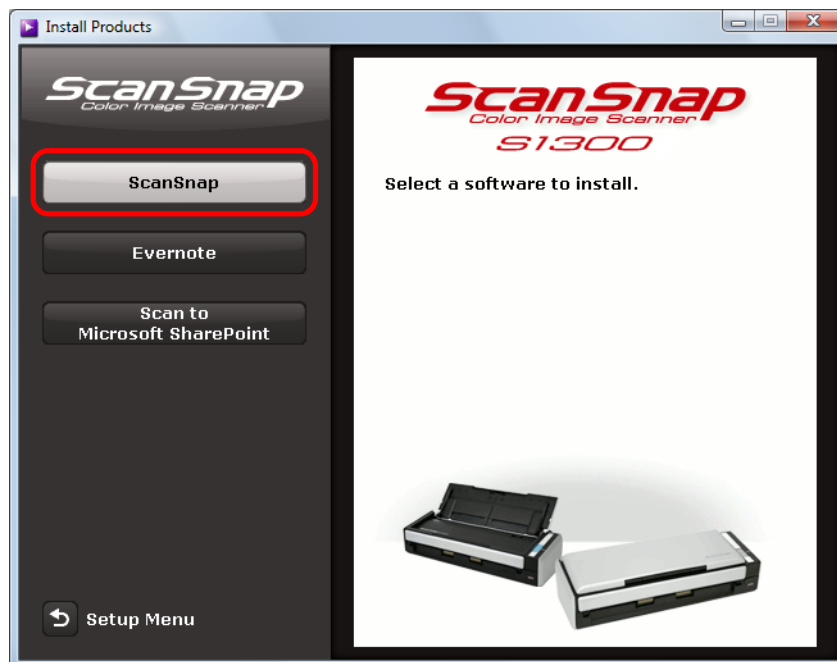 Install Products
ScanSnap
Color Image Scanner
ScanSnap
Evernote
Scan to
Microsoft SharePoint
Setup Menu
ScanSnap
Color Image Scanner
S1300
Select a software to install.